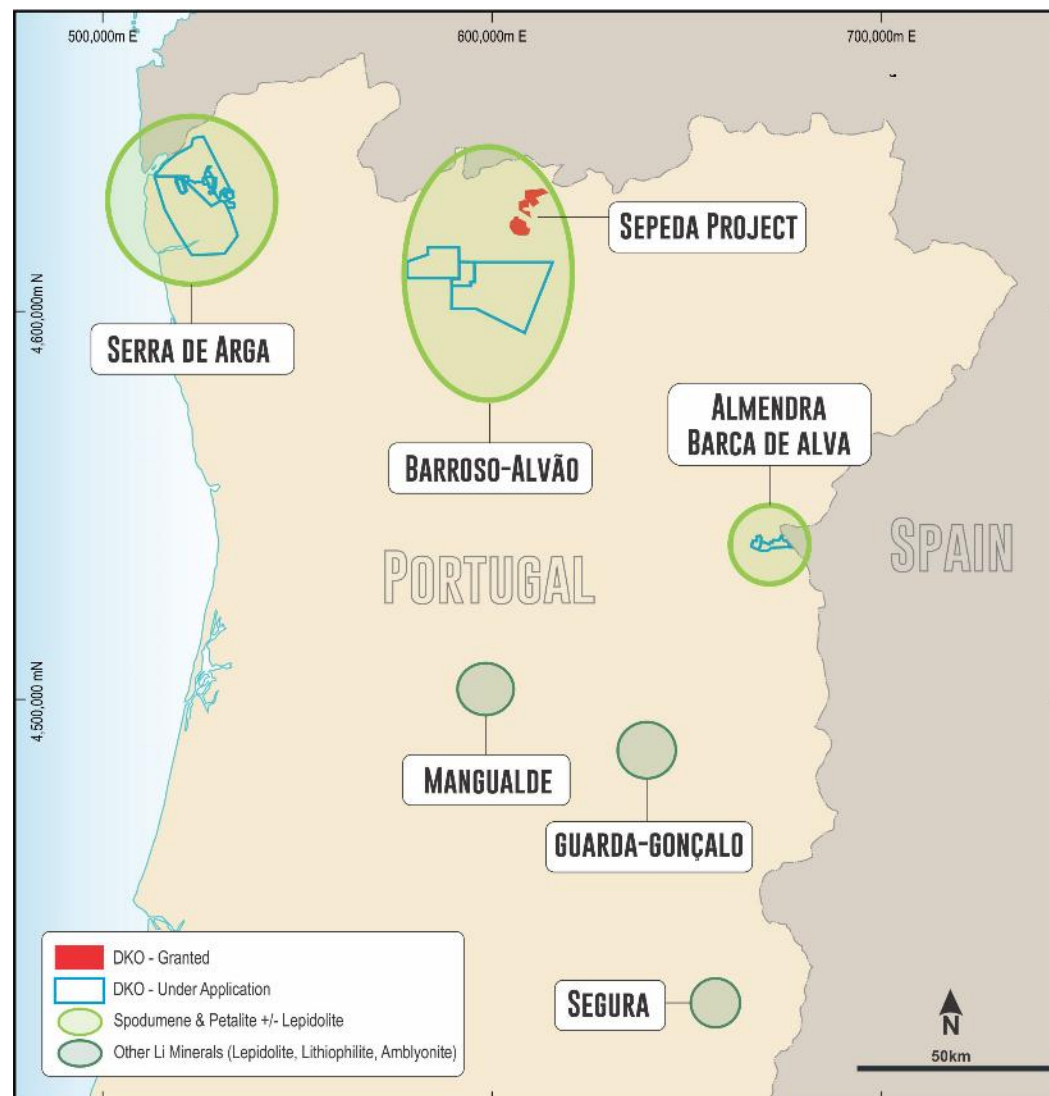 500,000m E
600,000m E
700,000m E
4,600,000m N
4,500,000 mN
SEPEDA PROJECT
SERRA DE ARGA
BARROSO-ALVÃO
ALMENDRA
BARCA DE ALVA
PORTUGAL
SPAIN
MANGUALDE
GUARDA-GONÇALO
SEGURA
DKO - Granted
DKO - Under Application
Spodumene & Petalite +/- Lepidolite
Other Li Minerals (Lepidolite, Lithiophilite, Amblyonite)
N
50km